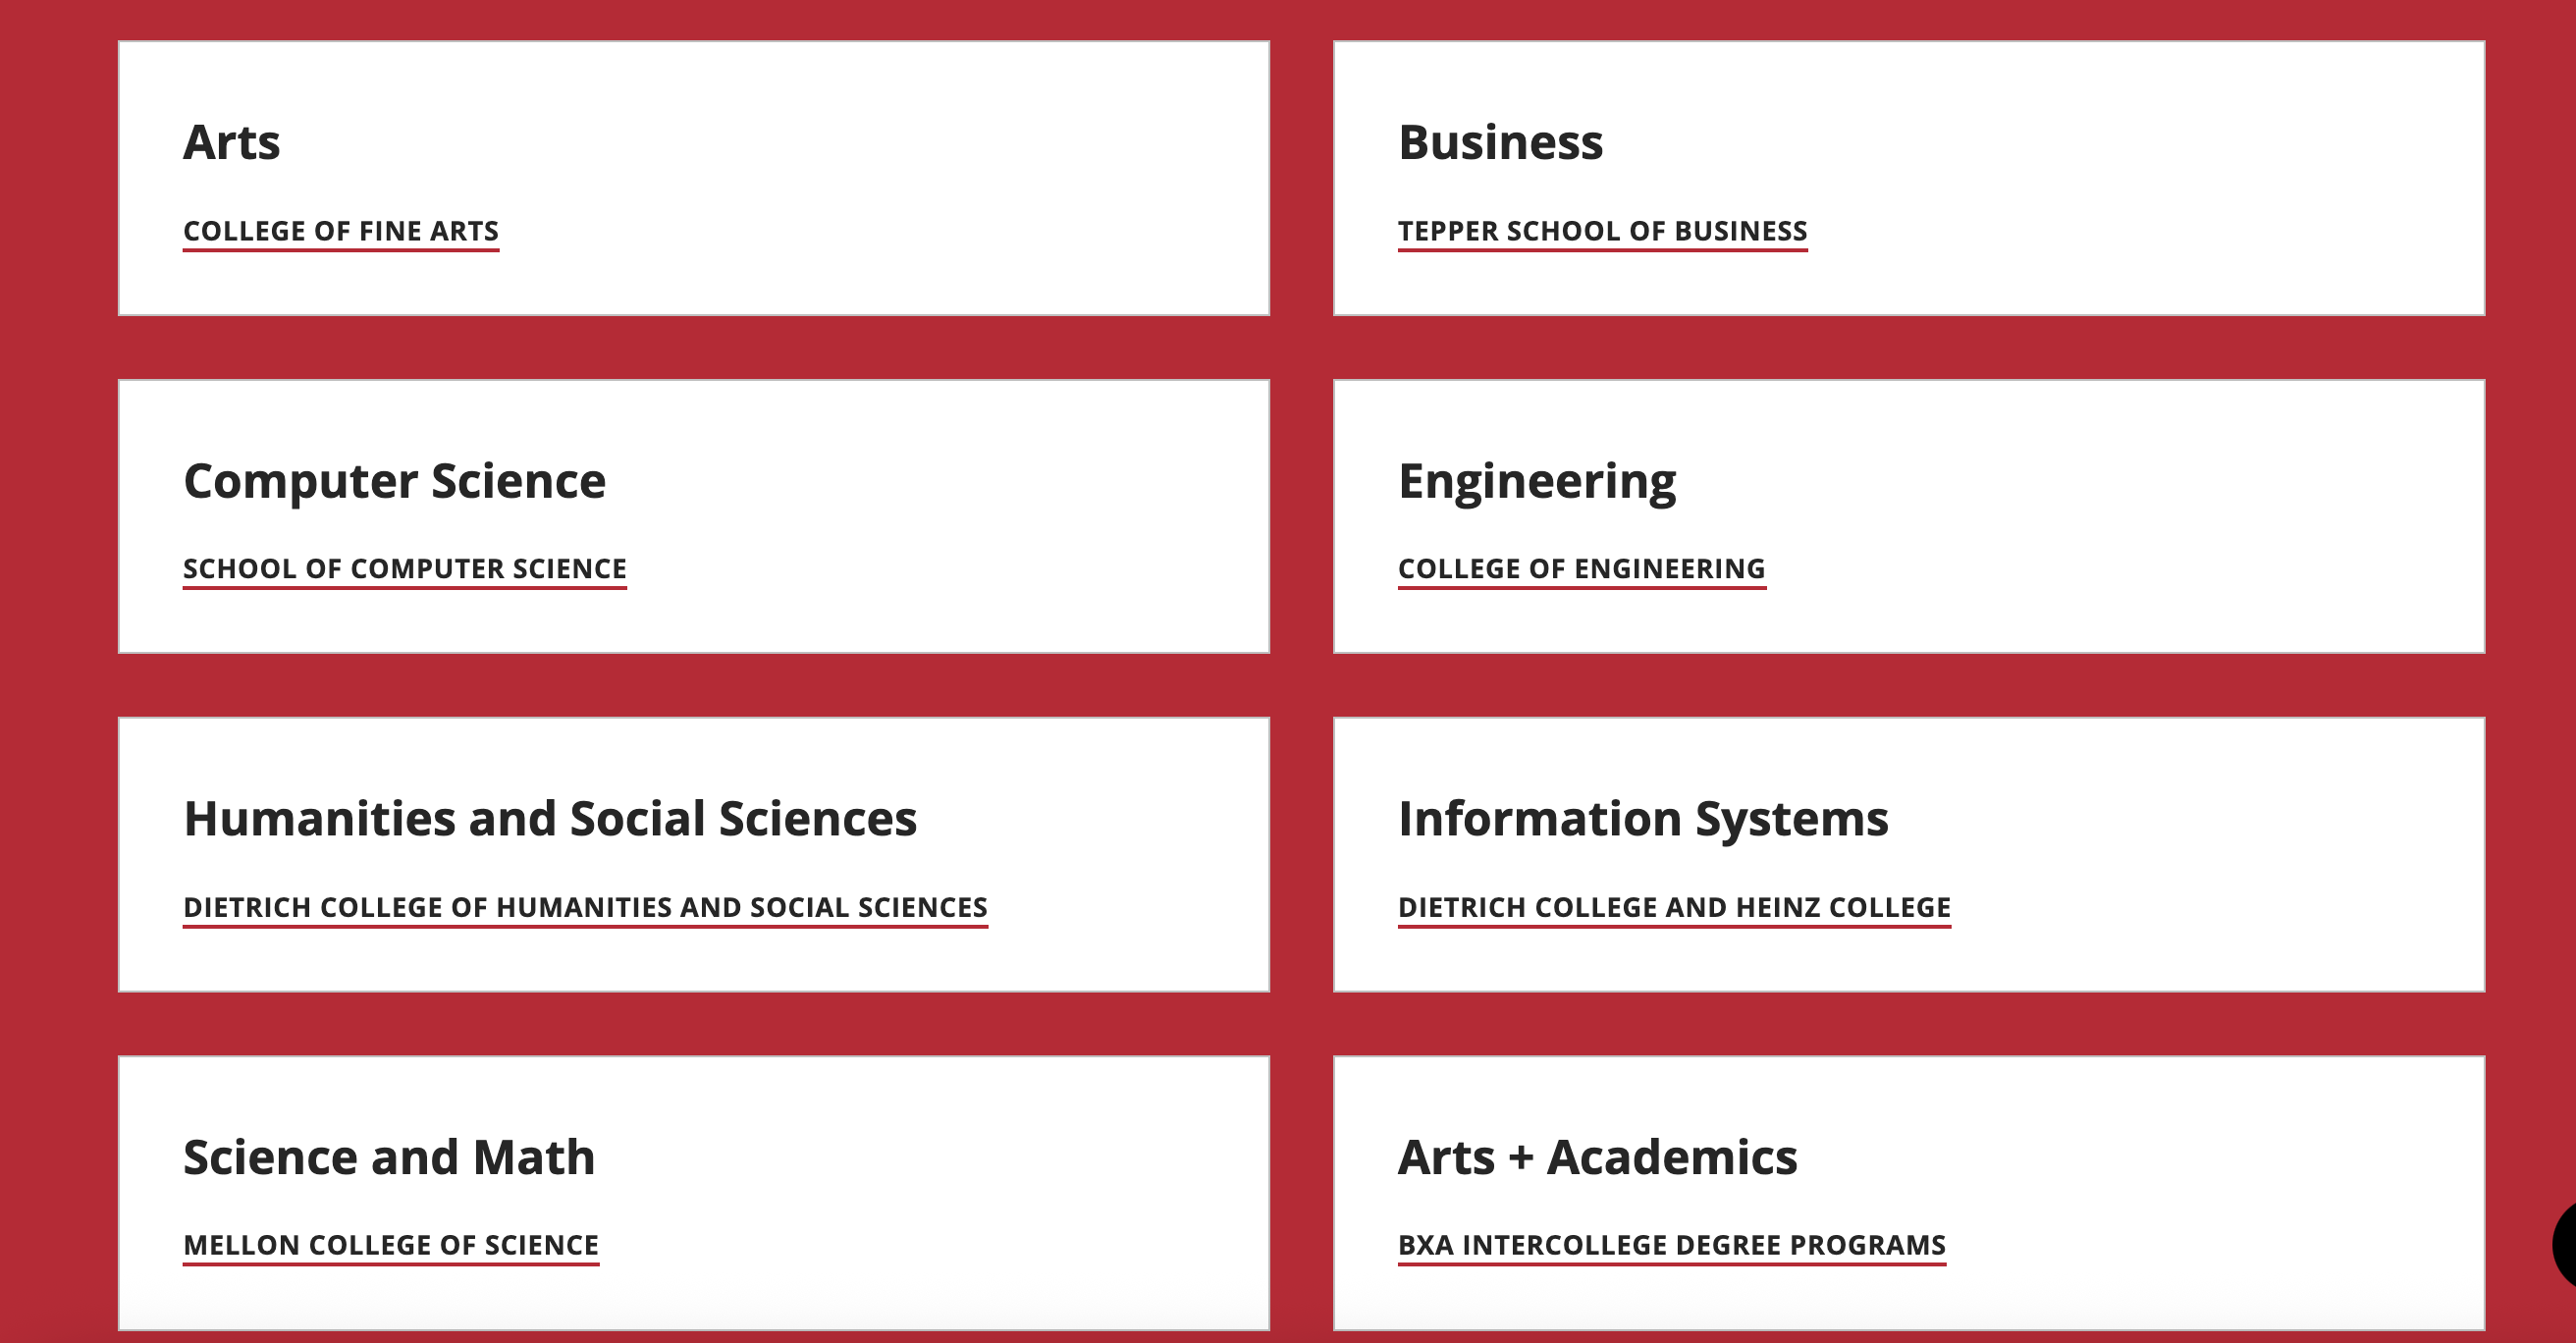 Arts
COLLEGE OF FINE ARTS
Business
TEPPER SCHOOL OF BUSINESS
Computer Science
SCHOOL OF COMPUTER SCIENCE
Engineering
COLLEGE OF ENGINEERING
Humanities and Social Sciences
DIETRICH COLLEGE OF HUMANITIES AND SOCIAL SCIENCES
Information Systems
DIETRICH COLLEGE AND HEINZ COLLEGE
Science and Math
MELLON COLLEGE OF SCIENCE
Arts + Academics
BXA INTERCOLLEGE DEGREE PROGRAMS